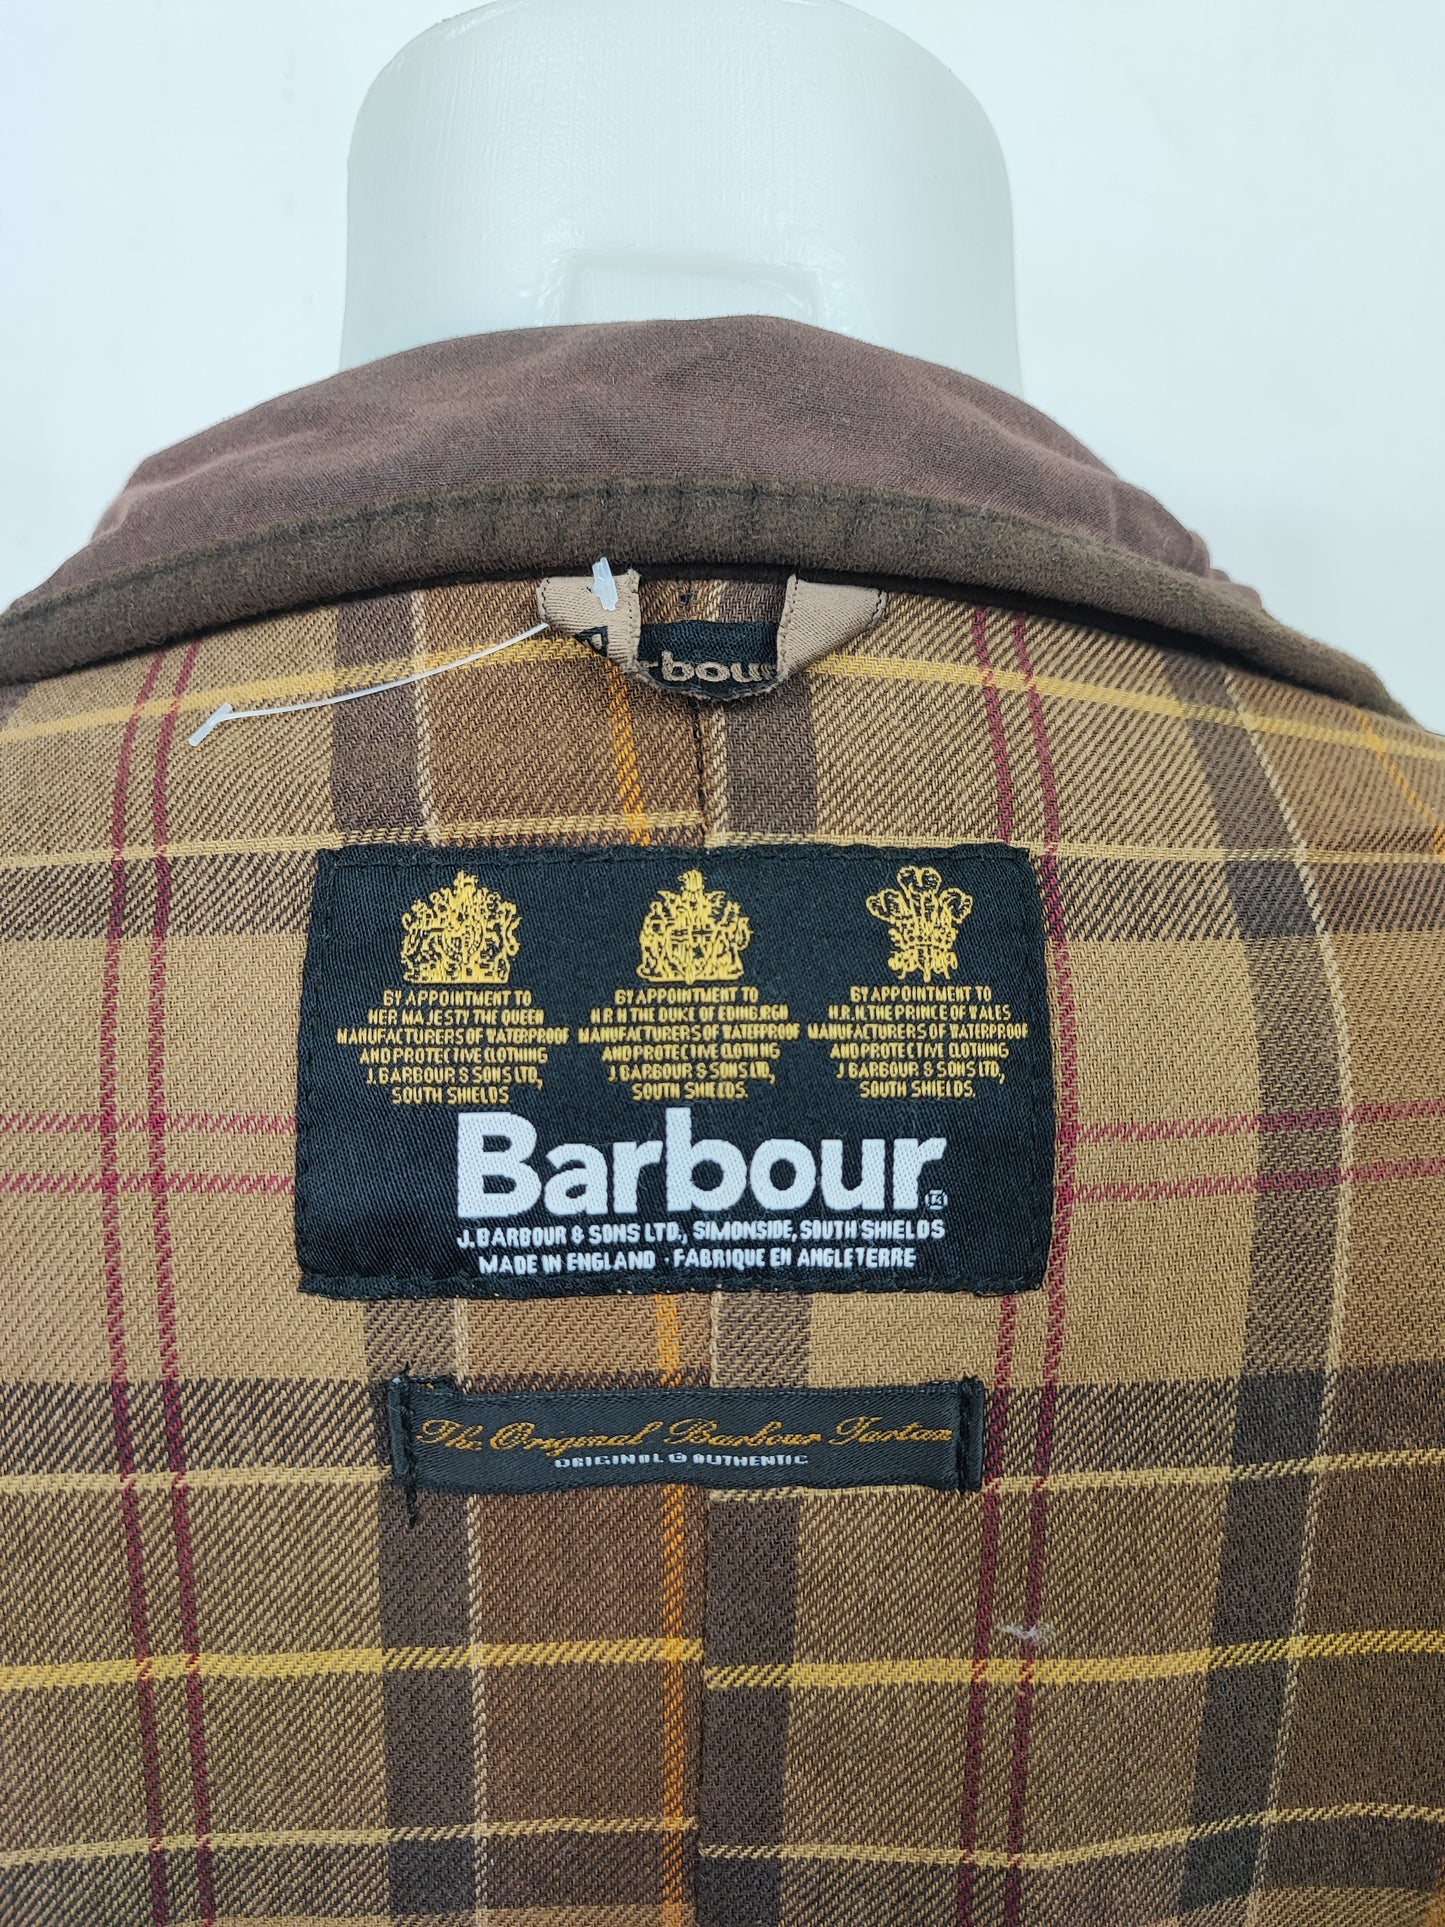 Barbour
BY APPOINTMENT TO
HER MAJESTY THE QUEEN
MANUFACTURERS OF WATERPROOF
AND PROTECTIVE CLOTHING
J. BARBOUR & SONS LTD,
SOUTH SHIELDS
BY APPOINTMENT TO
H R H THE DUKE OF EDINBURGH
MANUFACTURERS OF WATERPROOF
AND PROTECTIVE CLOTHING
J. BARBOUR & SONS LTD,
SOUTH SHIELDS.
BY APPOINTMENT TO
H.R.H. THE PRINCE OF WALES
MANUFACTURERS OF WATERPROOF
AND PROTECTIVE CLOTHING
J. BARBOUR & SONS LTD,
SOUTH SHIELDS.
Barbour
J. BARBOUR & SONS LTD., SIMONSIDE, SOUTH SHIELDS
MADE IN ENGLAND · FABRIQUE EN ANGLETERRE
The Original Barbour Tartan
ORIGINAL & AUTHENTIC